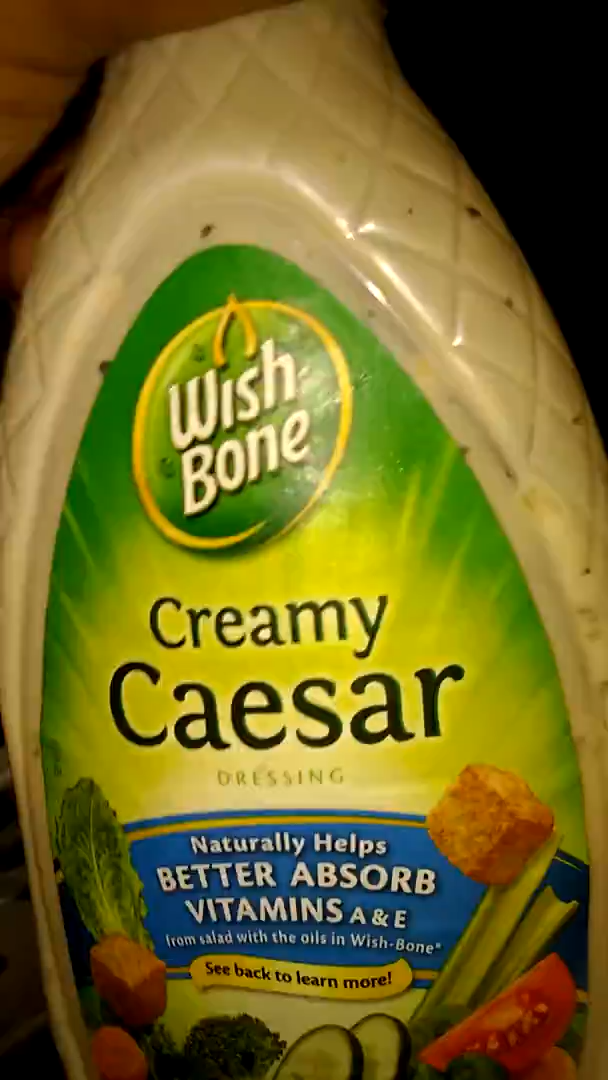 Wish-
Bone
Creamy
Caesar
DRESSING
Naturally Helps
BETTER ABSORB
VITAMINS A & E
from salad with the oils in Wish-Bone*
See back to learn more!